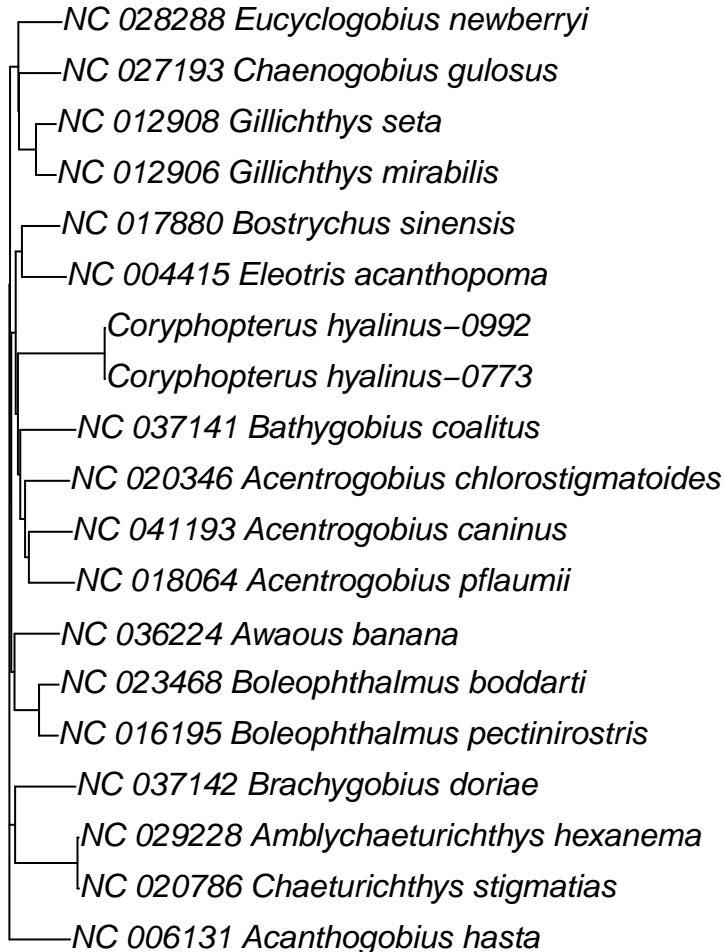 NC 028288 Eucyclogobius newberryi
NC 027193 Chaenogobius gulosus
NC 012908 Gillichthys seta
NC 012906 Gillichthys mirabilis
NC 017880 Bostrychus sinensis
NC 004415 Eleotris acanthopoma
Coryphopterus hyalinus−0992
Coryphopterus hyalinus−0773
NC 037141 Bathygobius coalitus
NC 020346 Acentrogobius chlorostigmatoides
NC 041193 Acentrogobius caninus
NC 018064 Acentrogobius pflaumii
NC 036224 Awaous banana
NC 023468 Boleophthalmus boddarti
NC 016195 Boleophthalmus pectinirostris
NC 037142 Brachygobius doriae
NC 029228 Amblychaeturichthys hexanema
NC 020786 Chaeturichthys stigmatias
NC 006131 Acanthogobius hasta